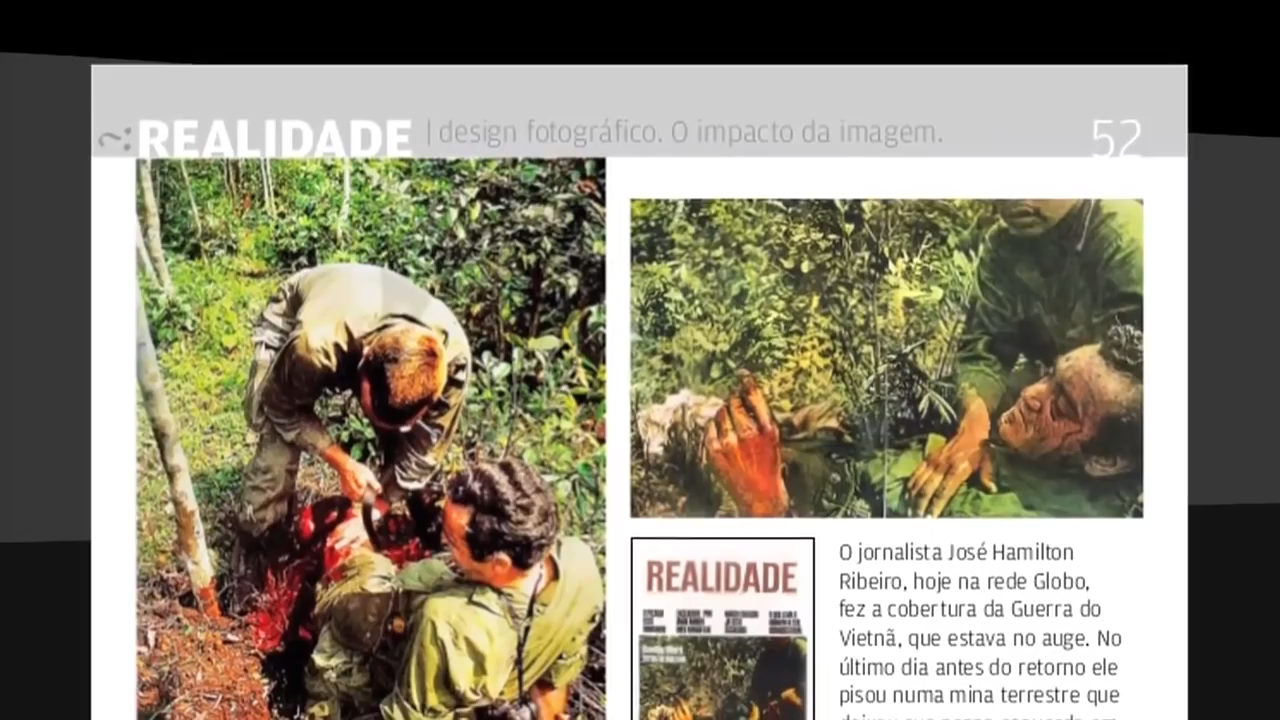 REALIDADE | design fotográfico. O impacto da imagem. 52
REALIDADE
O jornalista José Hamilton
Ribeiro, hoje na rede Globo,
fez a cobertura da Guerra do
Vietnã, que estava no auge. No
último dia antes do retorno ele
pisou numa mina terrestre que